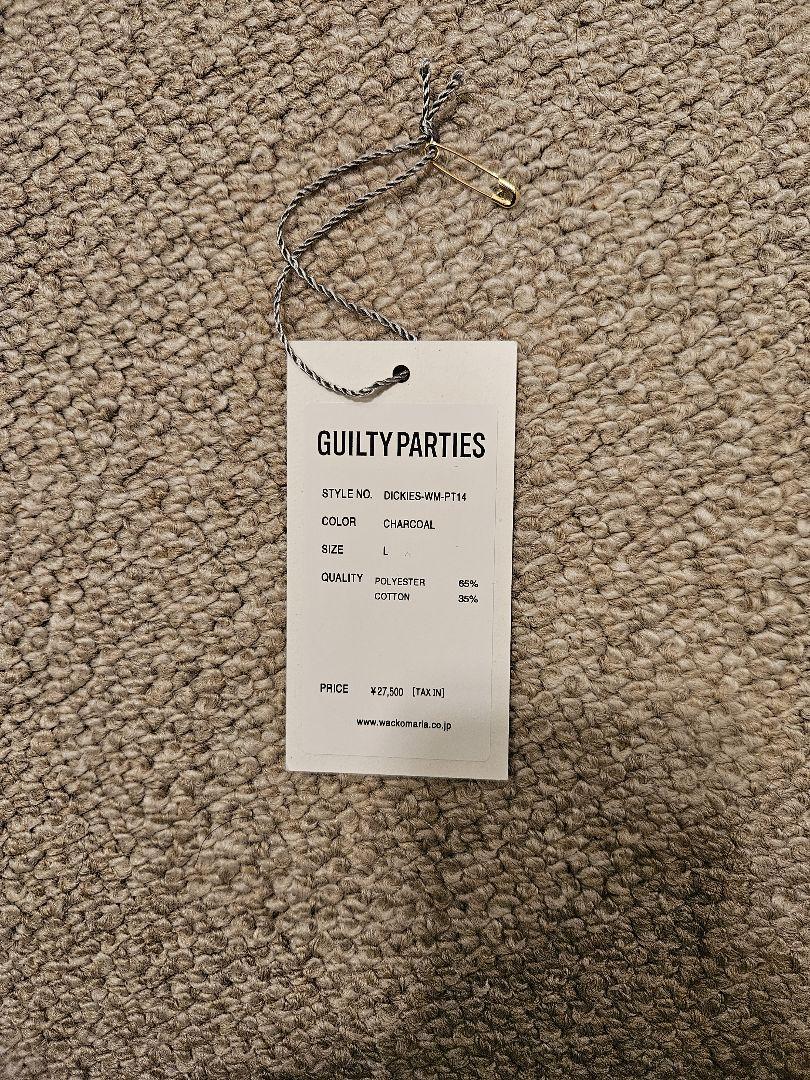 GUILTY PARTIES
STYLE NO. DICKIES-WM-PT14
COLOR CHARCOAL
SIZE L
QUALITY POLYESTER 65%
COTTON 35%
PRICE ¥27,500 [TAX IN]
www.wackomaria.co.jp